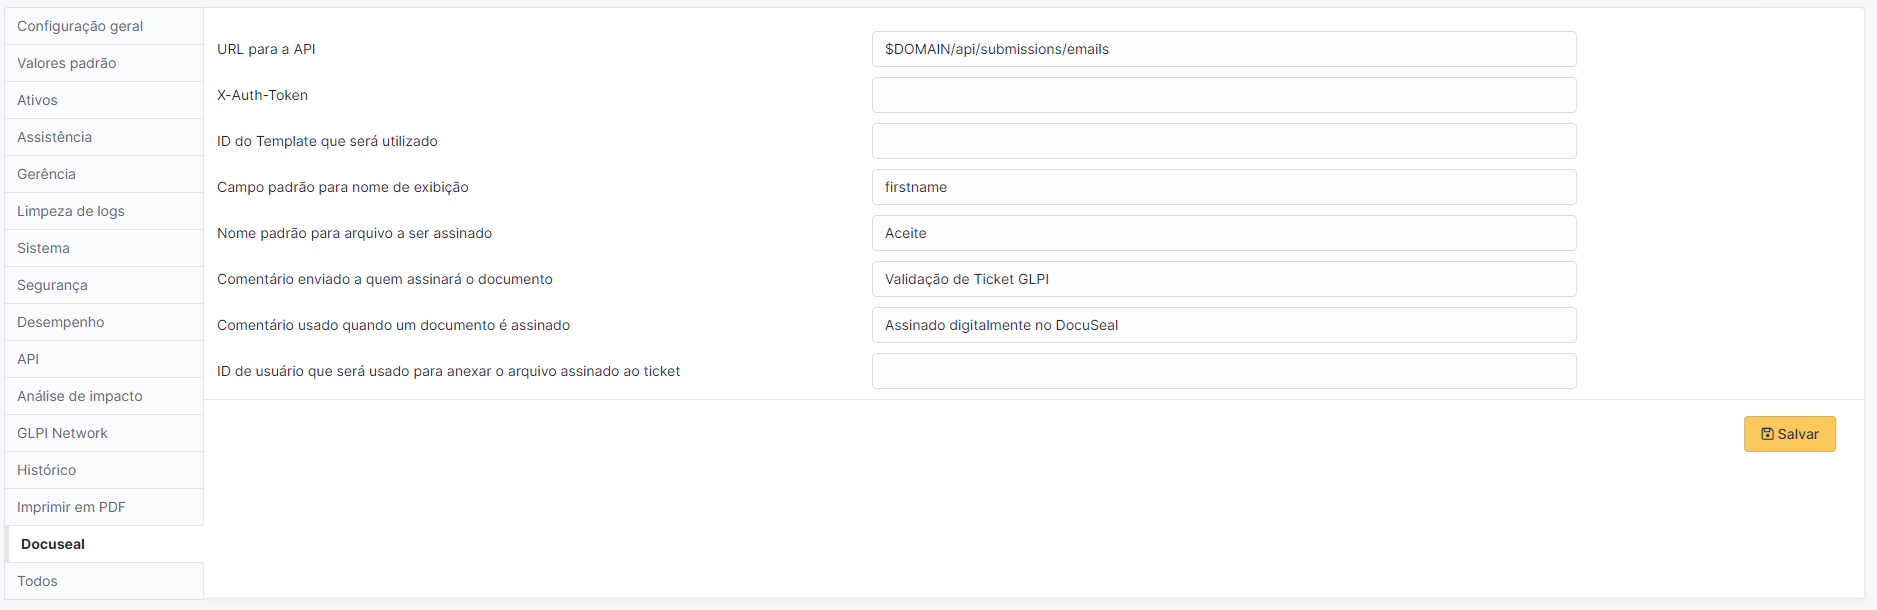 Configuração geral
Valores padrão
Ativos
Assistência
Gerência
Limpeza de logs
Sistema
Segurança
Desempenho
API
Análise de impacto
GLPI Network
Histórico
Imprimir em PDF
Docuseal
Todos
URL para a API
$DOMAIN/api/submissions/emails
X-Auth-Token
ID do Template que será utilizado
Campo padrão para nome de exibição
firstname
Nome padrão para arquivo a ser assinado
Aceite
Comentário enviado a quem assinará o documento
Validação de Ticket GLPI
Comentário usado quando um documento é assinado
Assinado digitalmente no DocuSeal
ID de usuário que será usado para anexar o arquivo assinado ao ticket
Salvar